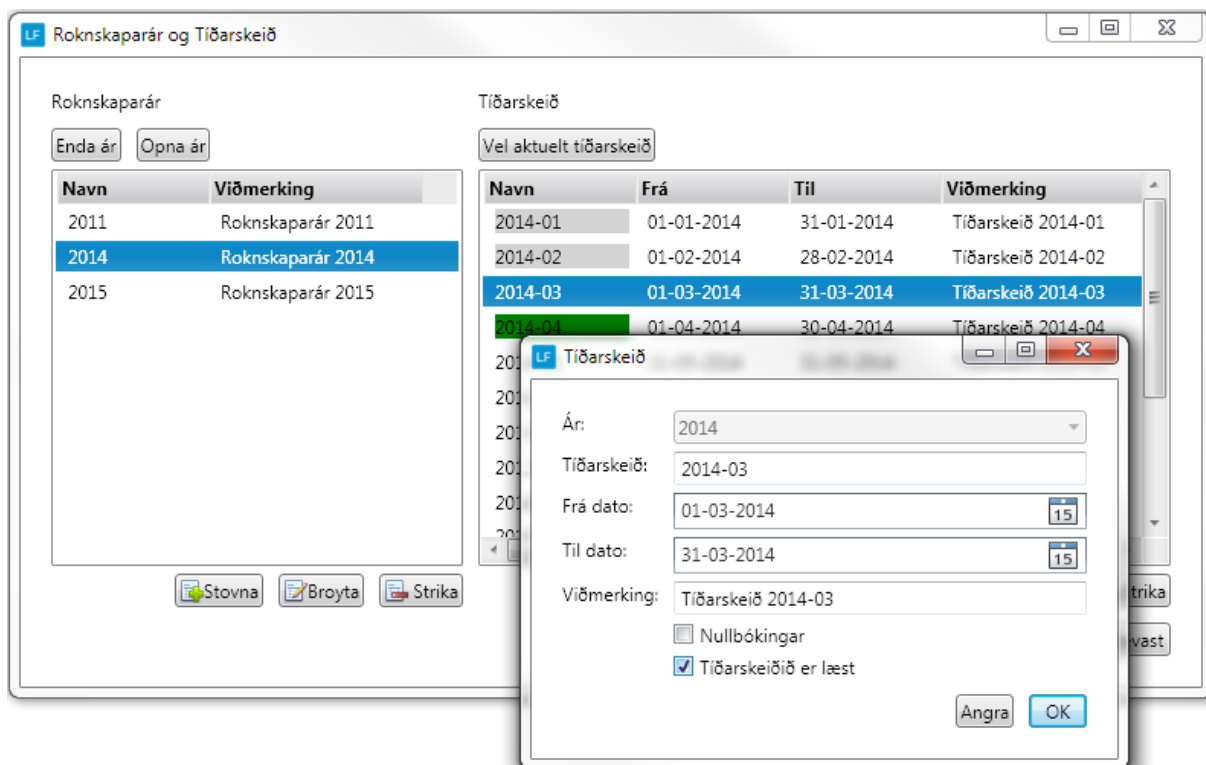 LF Roknskaparár og Tíðarskeið
Roknskaparár
Enda ár Opna ár
Navn Viðmerking
2011 Roknskaparár 2011
2014 Roknskaparár 2014
2015 Roknskaparár 2015
Stovna Broyta Strika
Tíðarskeið
Vel aktuelt tíðarskeið
Navn Frá Til Viðmerking
2014-01 01-01-2014 31-01-2014 Tíðarskeið 2014-01
2014-02 01-02-2014 28-02-2014 Tíðarskeið 2014-02
2014-03 01-03-2014 31-03-2014 Tíðarskeið 2014-03
2014-04 01-04-2014 30-04-2014 Tíðarskeið 2014-04
LF Tíðarskeið
Ár: 2014
Tíðarskeið: 2014-03
Frá dato: 01-03-2014 15
Til dato: 31-03-2014 15
Viðmerking: Tíðarskeið 2014-03
Nullbókingar
Tíðarskeiðið er læst
Angra OK